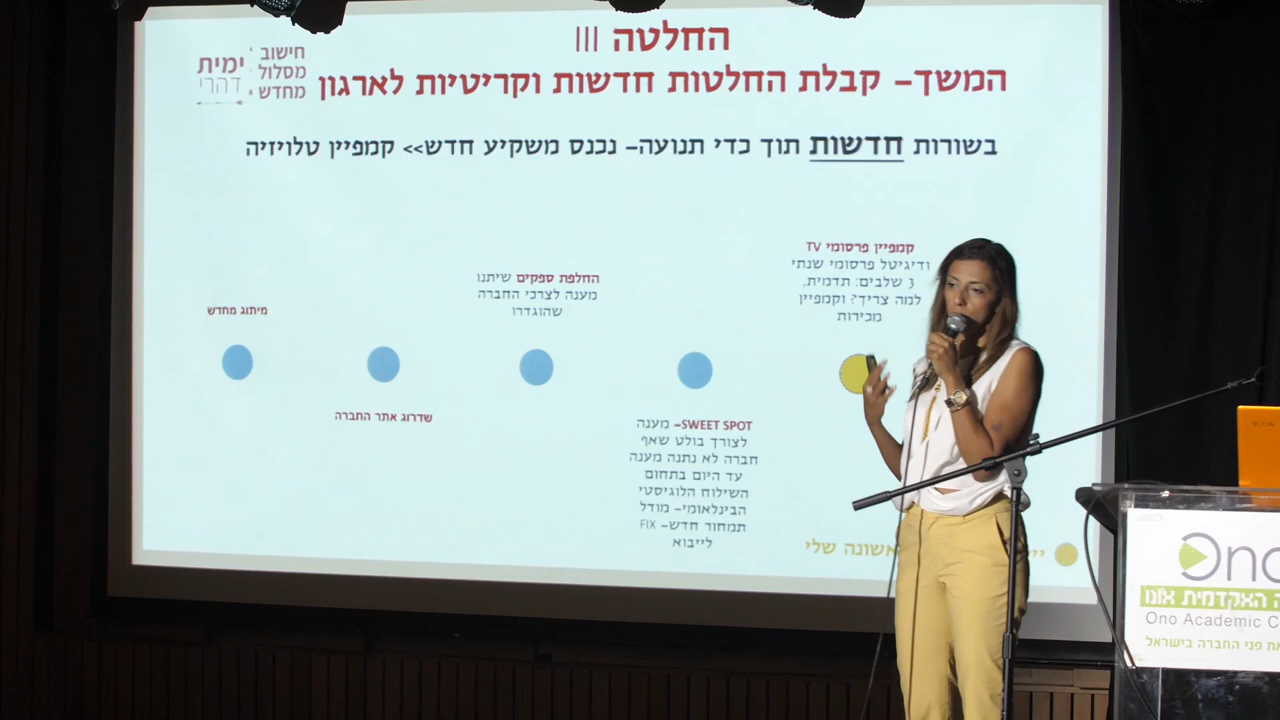 החלטה III
המשך- קבלת החלטות חדשות וקריטיות לארגון
חישוב
מסלול
מחדש
ימית
דהרי
בשורות חדשות תוך כדי תנועה- נכנס משקיע חדש>> קמפיין טלויזיה
קמפיין פרסומי TV
ודיגיטל פרסומי שנתי
3 שלבים: תדמית,
למה צריך? וקמפיין
מכירות
SWEET SPOT- מענה
לצורך בולט שאף
חברה לא נתנה מענה
עד היום בתחום
השילוח הלוגיסטי
הבינלאומי- מודל
תמחור חדש- FIX
לייבוא
החלפת ספקים שיתנו
מענה לצרכי החברה
שהוגדרו
שדרוג אתר החברה
מיתוג מחדש
שלי
Ono
האקדמית אונו
Ono Academic
פני החברה בישראל